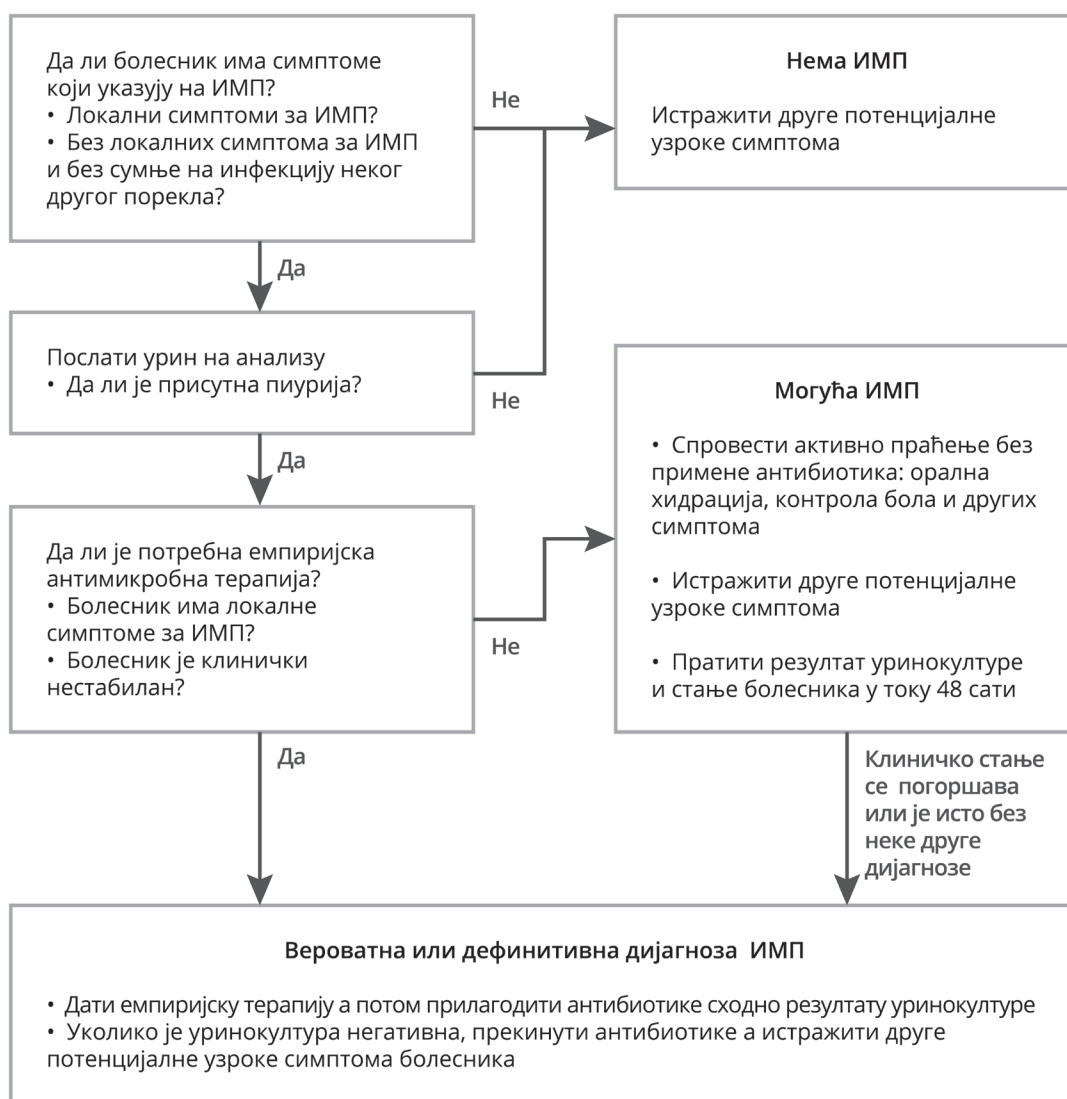 Да ли болесник има симптоме
који указују на ИМП?
• Локални симптоми за ИМП?
• Без локалних симптома за ИМП
и без сумње на инфекцију неког
другог порекла?
Не
Нема ИМП
Истражити друге потенцијалне
узроке симптома
Да
Послати урин на анализу
• Да ли је присутна пиурија?
Не
Да
Да ли је потребна емпиријска
антимикробна терапија?
• Болесник има локалне
симптоме за ИМП?
• Болесник је клинички
нестабилан?
Не
Могућа ИМП
• Спровести активно праћење без
примене антибиотика: орална
хидрација, контрола бола и других
симптома
• Истражити друге потенцијалне
узроке симптома
• Пратити резултат уринокултуре
и стање болесника у току 48 сати
Да
Клиничко стање
се погоршава
или је исто без
неке друге
дијагнозе
Вероватна или дефинитивна дијагноза ИМП
• Дати емпиријску терапију а потом прилагодити антибиотике сходно резултату уринокултуре
• Уколико је уринокултура негативна, прекинути антибиотике а истражити друге
потенцијалне узроке симптома болесника